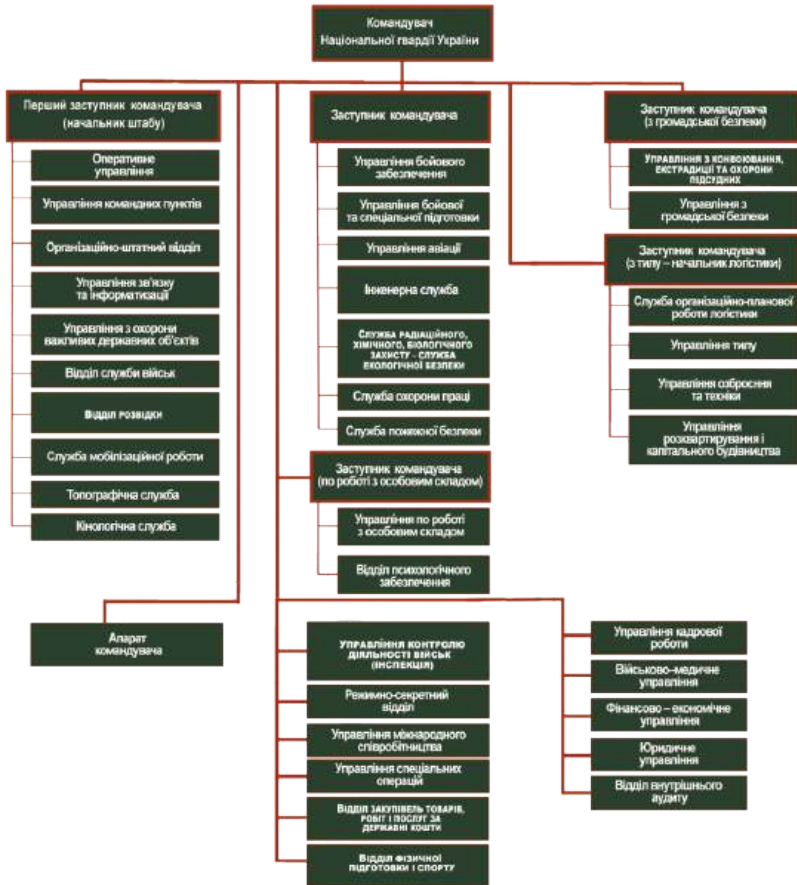 Командувач
Національної гвардії України
Перший заступник командувача
(начальник штабу)
Оперативне
управління
Управління командних пунктів
Організаційно-штатний відділ
Управління зв'язку
та інформатизації
Управління з охорони
важливих державних об'єктів
Відділ служби військ
Відділ розвідки
Служба мобілізаційної роботи
Топографічна служба
Кінологічна служба
Апарат
командувача
Заступник командувача
Управління бойового
забезпечення
Управління бойової
та спеціальної підготовки
Управління авіації
Інженерна служба
СЛУЖБА РАДІАЦІЙНОГО,
ХІМІЧНОГО, БІОЛОГІЧНОГО
ЗАХИСТУ – СЛУЖБА
ЕКОЛОГІЧНОЇ БЕЗПЕКИ
Служба охорони праці
Служба пожежної безпеки
Заступник командувача
(по роботі з особовим складом)
Управління по роботі
з особовим складом
Відділ психологічного
забезпечення
Заступник командувача
(з громадської безпеки)
УПРАВЛІННЯ З КОНВОЮВАННЯ,
ЕКСТРАДИЦІЇ ТА ОХОРОНИ
ПІДСУДНИХ
Управління з
громадської безпеки
Заступник командувача
(з тилу – начальник логістики)
Служба організаційно-планової
роботи логістики
Управління тилу
Управління озброєння
та техніки
Управління
розквартирування і
капітального будівництва
УПРАВЛІННЯ КОНТРОЛЮ
ДІЯЛЬНОСТІ ВІЙСЬК
(ІНСПЕКЦІЯ)
Режимно-секретний
відділ
Управління міжнародного
співробітництва
Управління спеціальних
операцій
ВІДДІЛ ЗАКУПІВЕЛЬ ТОВАРІВ,
РОБІТ І ПОСЛУГ ЗА
ДЕРЖАВНІ КОШТИ
ВІДДІЛ ФІЗИЧНОЇ
ПІДГОТОВКИ І СПОРТУ
Управління кадрової
роботи
Військово–медичне
управління
Фінансово – економічне
управління
Юридичне
управління
Відділ внутрішнього
аудиту